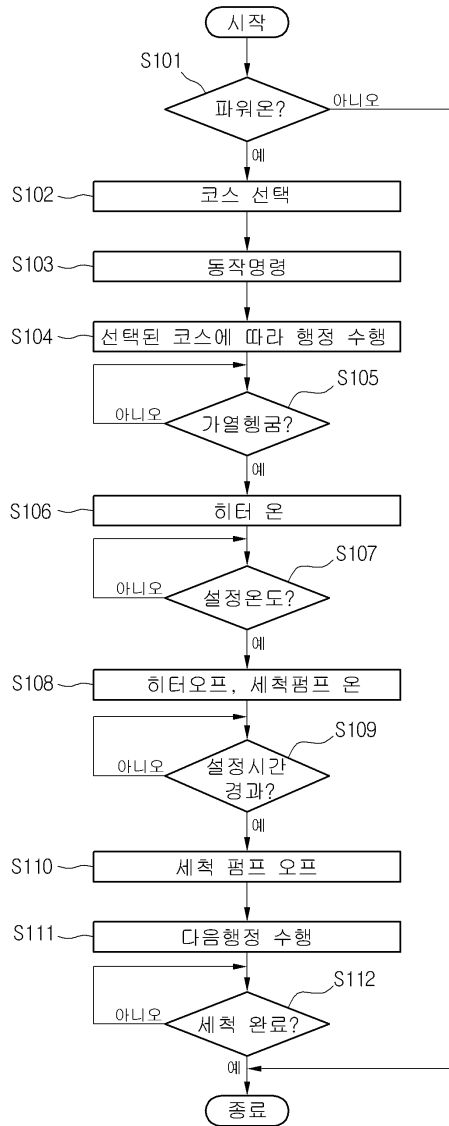 시작
S101
파워온?
아니오
예
S102
코스 선택
S103
동작명령
S104
선택된 코스에 따라 행정 수행
S105
아니오
가열헹굼?
예
S106
히터 온
S107
아니오
설정온도?
예
S108
히터오프, 세척펌프 온
S109
아니오
설정시간
경과?
예
S110
세척 펌프 오프
S111
다음행정 수행
S112
아니오
세척 완료?
예
종료